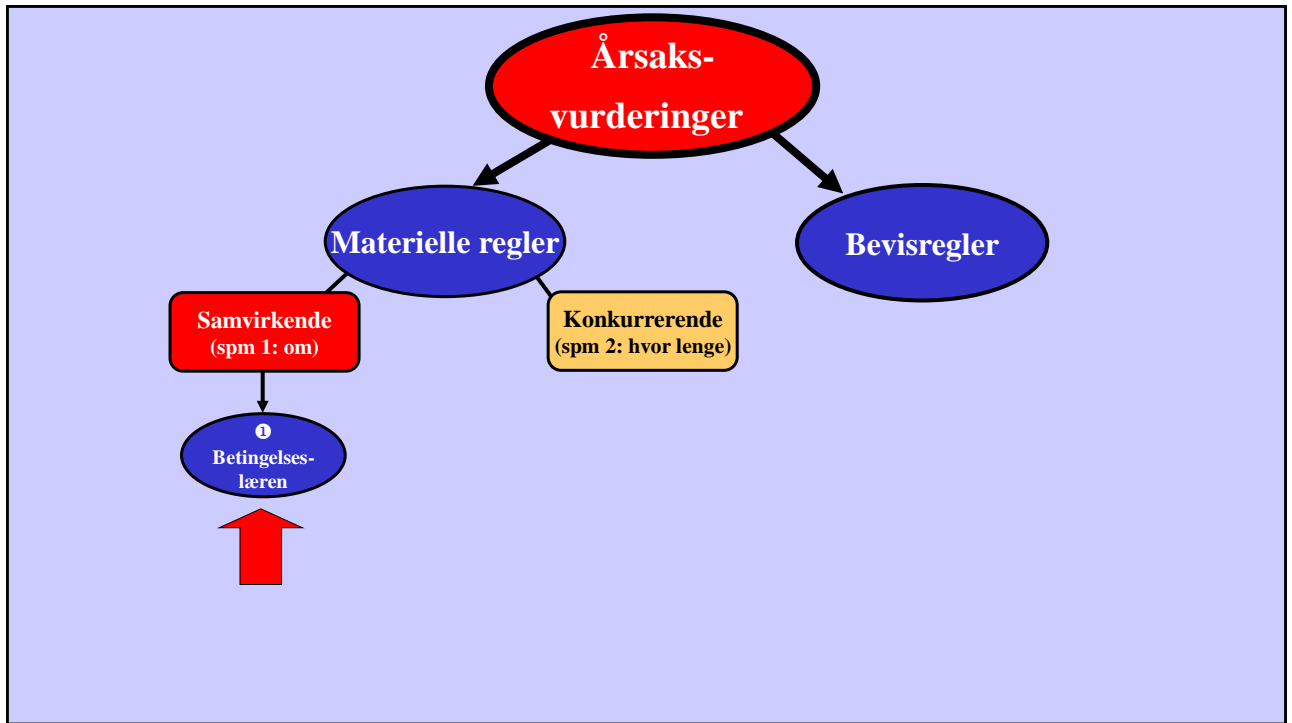 Årsaks-
vurderinger
Materielle regler
Bevisregler
Samvirkende
(spm 1: om)
Konkurrerende
(spm 2: hvor lenge)
❶
Betingelses-
læren